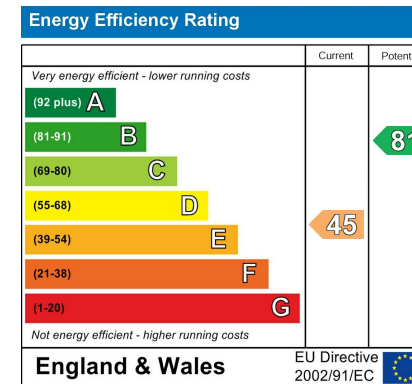 Energy Efficiency Rating
Current Potent
Very energy efficient - lower running costs
(92 plus) A
(81-91) B
81
(69-80) C
(55-68) D
(39-54) E
45
(21-38) F
(1-20) G
Not energy efficient - higher running costs
England & Wales
EU Directive
2002/91/EC